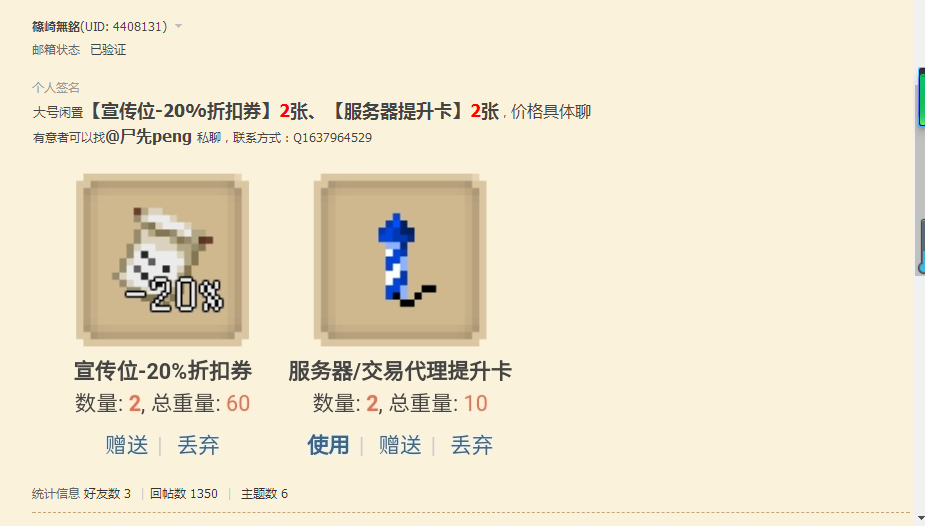 篠崎無銘(UID: 4408131)
邮箱状态 已验证
个人签名
大号闲置【宣传位-20%折扣券】2张、【服务器提升卡】2张，价格具体聊
有意者可以找@尸先peng 私聊，联系方式：Q1637964529
-20%
宣传位-20%折扣券 服务器/交易代理提升卡
数量: 2, 总重量: 60 数量: 2, 总重量: 10
赠送 | 丢弃 使用 | 赠送 | 丢弃
统计信息 好友数 3 | 回帖数 1350 | 主题数 6